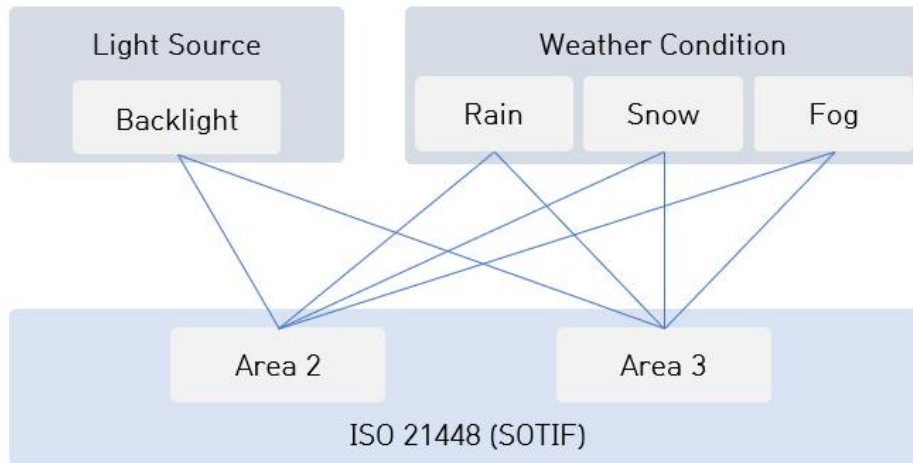 Light Source
Backlight
Weather Condition
Rain
Snow
Fog
Area 2
Area 3
ISO 21448 (SOTIF)